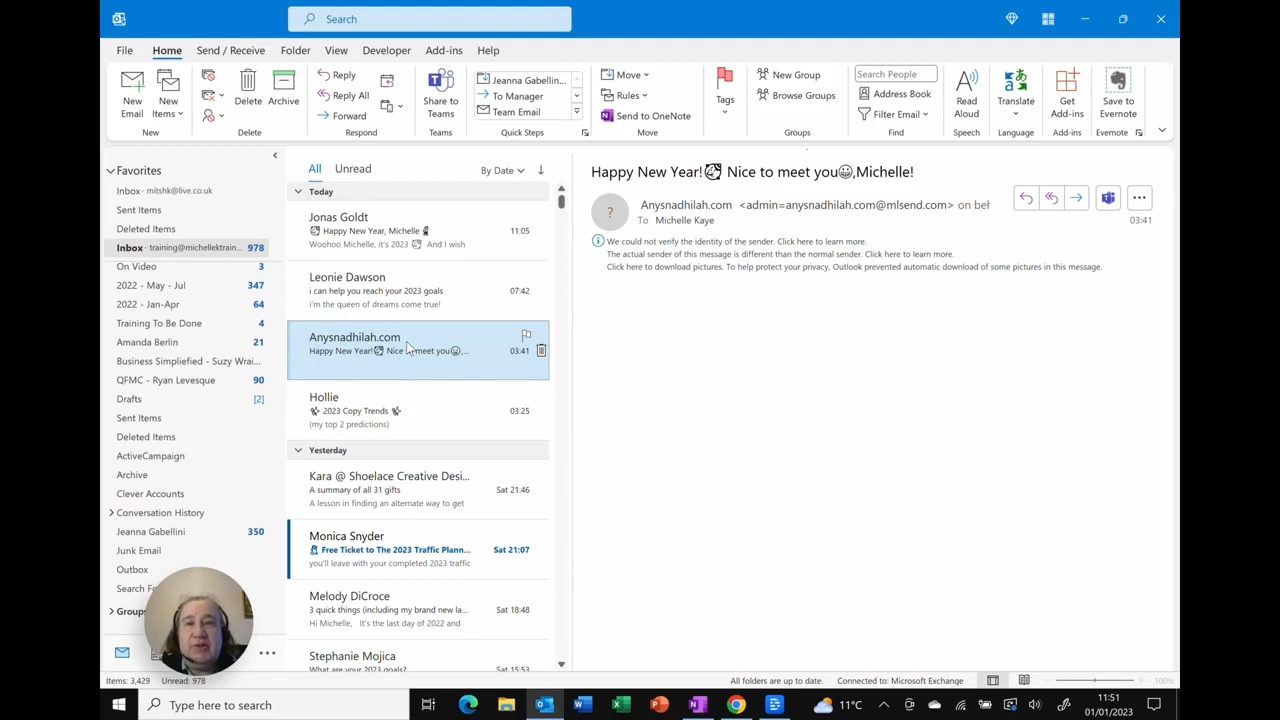 Search
File Home Send / Receive Folder View Developer Add-ins Help
New Email
New Items
New
Delete
Archive
Delete
Reply
Reply All
Forward
Respond
Share to Teams
Teams
Jeanna Gabellin...
To Manager
Team Email
Quick Steps
Move
Rules
Send to OneNote
Move
Tags
New Group
Browse Groups
Groups
Search People
Address Book
Filter Email
Find
Read Aloud
Speech
Translate
Language
Get Add-ins
Add-ins
Save to Evernote
Evernote
Favorites
Inbox - mitshk@live.co.uk
Sent Items
Deleted Items
Inbox - training@michellektrain... 978
On Video 3
2022 - May - Jul 347
2022 - Jan-Apr 64
Training To Be Done 4
Amanda Berlin 21
Business Simpliefied - Suzy Wrai...
QFMC - Ryan Levesque 90
Drafts [2]
Sent Items
Deleted Items
ActiveCampaign
Archive
Clever Accounts
Conversation History
Jeanna Gabellini 350
Junk Email
Outbox
Search
Groups
All Unread By Date
Today
Jonas Goldt
Happy New Year, Michelle 11:05
Woohoo Michelle, it's 2023 And I wish
Leonie Dawson
i can help you reach your 2023 goals 07:42
i'm the queen of dreams come true!
Anysnadhilah.com
Happy New Year! Nice to meet you ,... 03:41
Hollie
2023 Copy Trends 03:25
(my top 2 predictions)
Yesterday
Kara @ Shoelace Creative Desi...
A summary of all 31 gifts Sat 21:46
A lesson in finding an alternate way to get
Monica Snyder
Free Ticket to The 2023 Traffic Plann... Sat 21:07
you'll leave with your completed 2023 traffic
Melody DiCroce
3 quick things (including my brand new la... Sat 18:48
Hi Michelle, It's the last day of 2022 and
Stephanie Mojica
What are your 2023 goals? Sat 15:53
Happy New Year! Nice to meet you ,Michelle!
? Anysnadhilah.com <admin=anysnadhilah.com@mlsend.com> on beh
To Michelle Kaye
03:41
We could not verify the identity of the sender. Click here to learn more.
The actual sender of this message is different than the normal sender. Click here to learn more.
Click here to download pictures. To help protect your privacy, Outlook prevented automatic download of some pictures in this message.
Items: 3,429 Unread: 978 All folders are up to date. Connected to: Microsoft Exchange 100%
Type here to search
11°C
11:51
01/01/2023